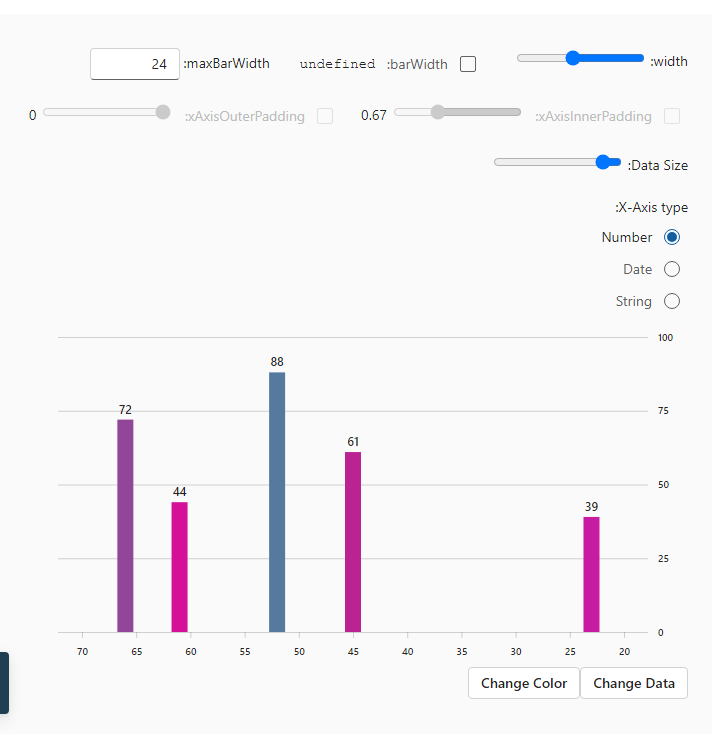 :width
:barWidth undefined
:maxBarWidth 24
:xAxisInnerPadding 0.67
:xAxisOuterPadding 0
:Data Size
:X-Axis type
Number
Date
String
100
75
50
25
0
72
44
88
61
39
70 65 60 55 50 45 40 35 30 25 20
Change Color Change Data